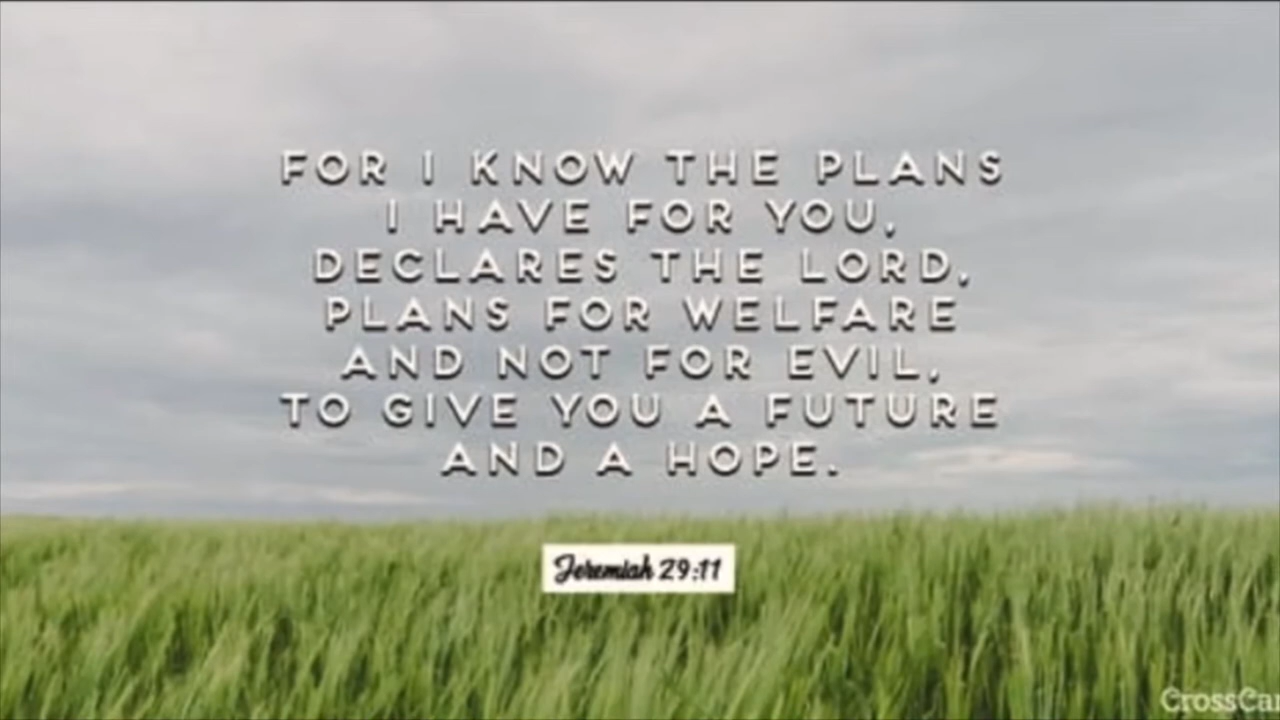 FOR I KNOW THE PLANS
I HAVE FOR YOU,
DECLARES THE LORD,
PLANS FOR WELFARE
AND NOT FOR EVIL,
TO GIVE YOU A FUTURE
AND A HOPE.
Jeremiah 29:11